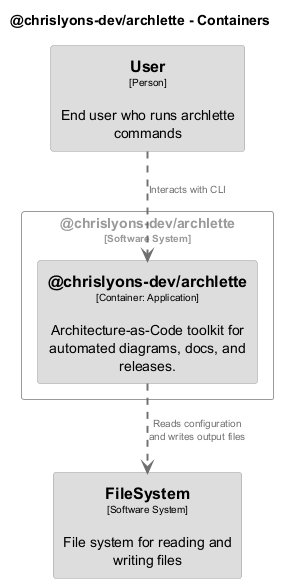 @chrislyons-dev/archlette - Containers
User
[Person]
End user who runs archlette
commands
Interacts with CLI
@chrislyons-dev/archlette
[Software System]
@chrislyons-dev/archlette
[Container: Application]
Architecture-as-Code toolkit for
automated diagrams, docs, and
releases.
Reads configuration
and writes output files
FileSystem
[Software System]
File system for reading and
writing files